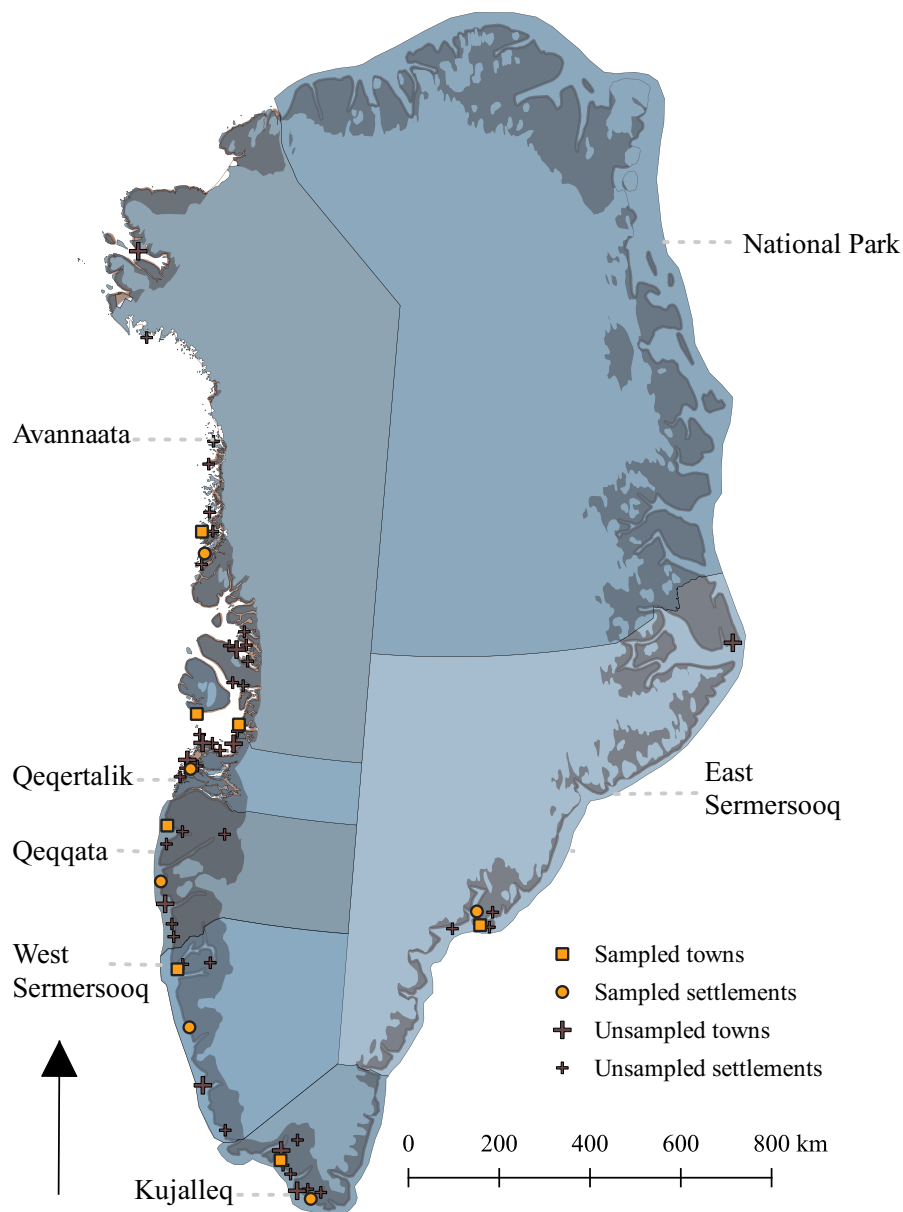 National Park
Avannaata
Qeqertalik
East
Sermersooq
Qeqqata
West
Sermersooq
Sampled towns
Sampled settlements
Unsampled towns
Unsampled settlements
0 200 400 600 800 km
Kujalleq